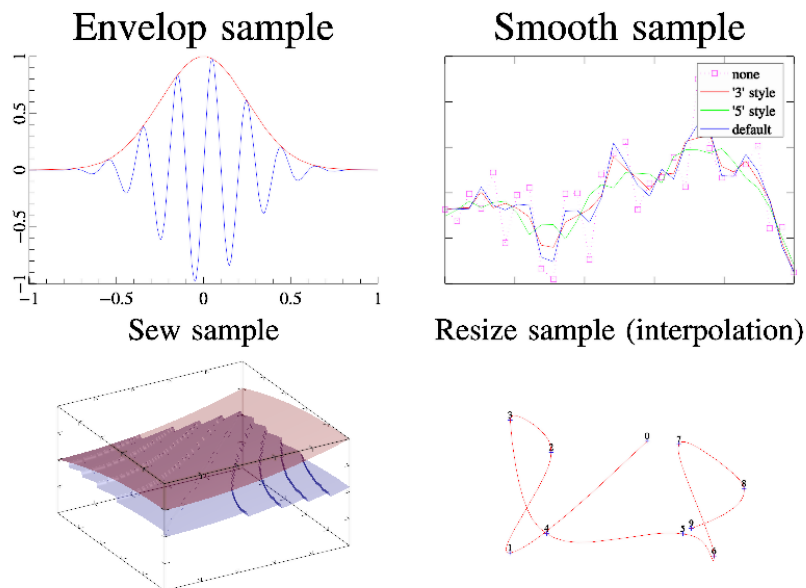 Envelop sample
Smooth sample
1
0.5
0
−0.5
−1
−1
−0.5
0
0.5
1
none
'3' style
'5' style
default
Sew sample
Resize sample (interpolation)
3
2
0
7
8
1
4
5
9
6